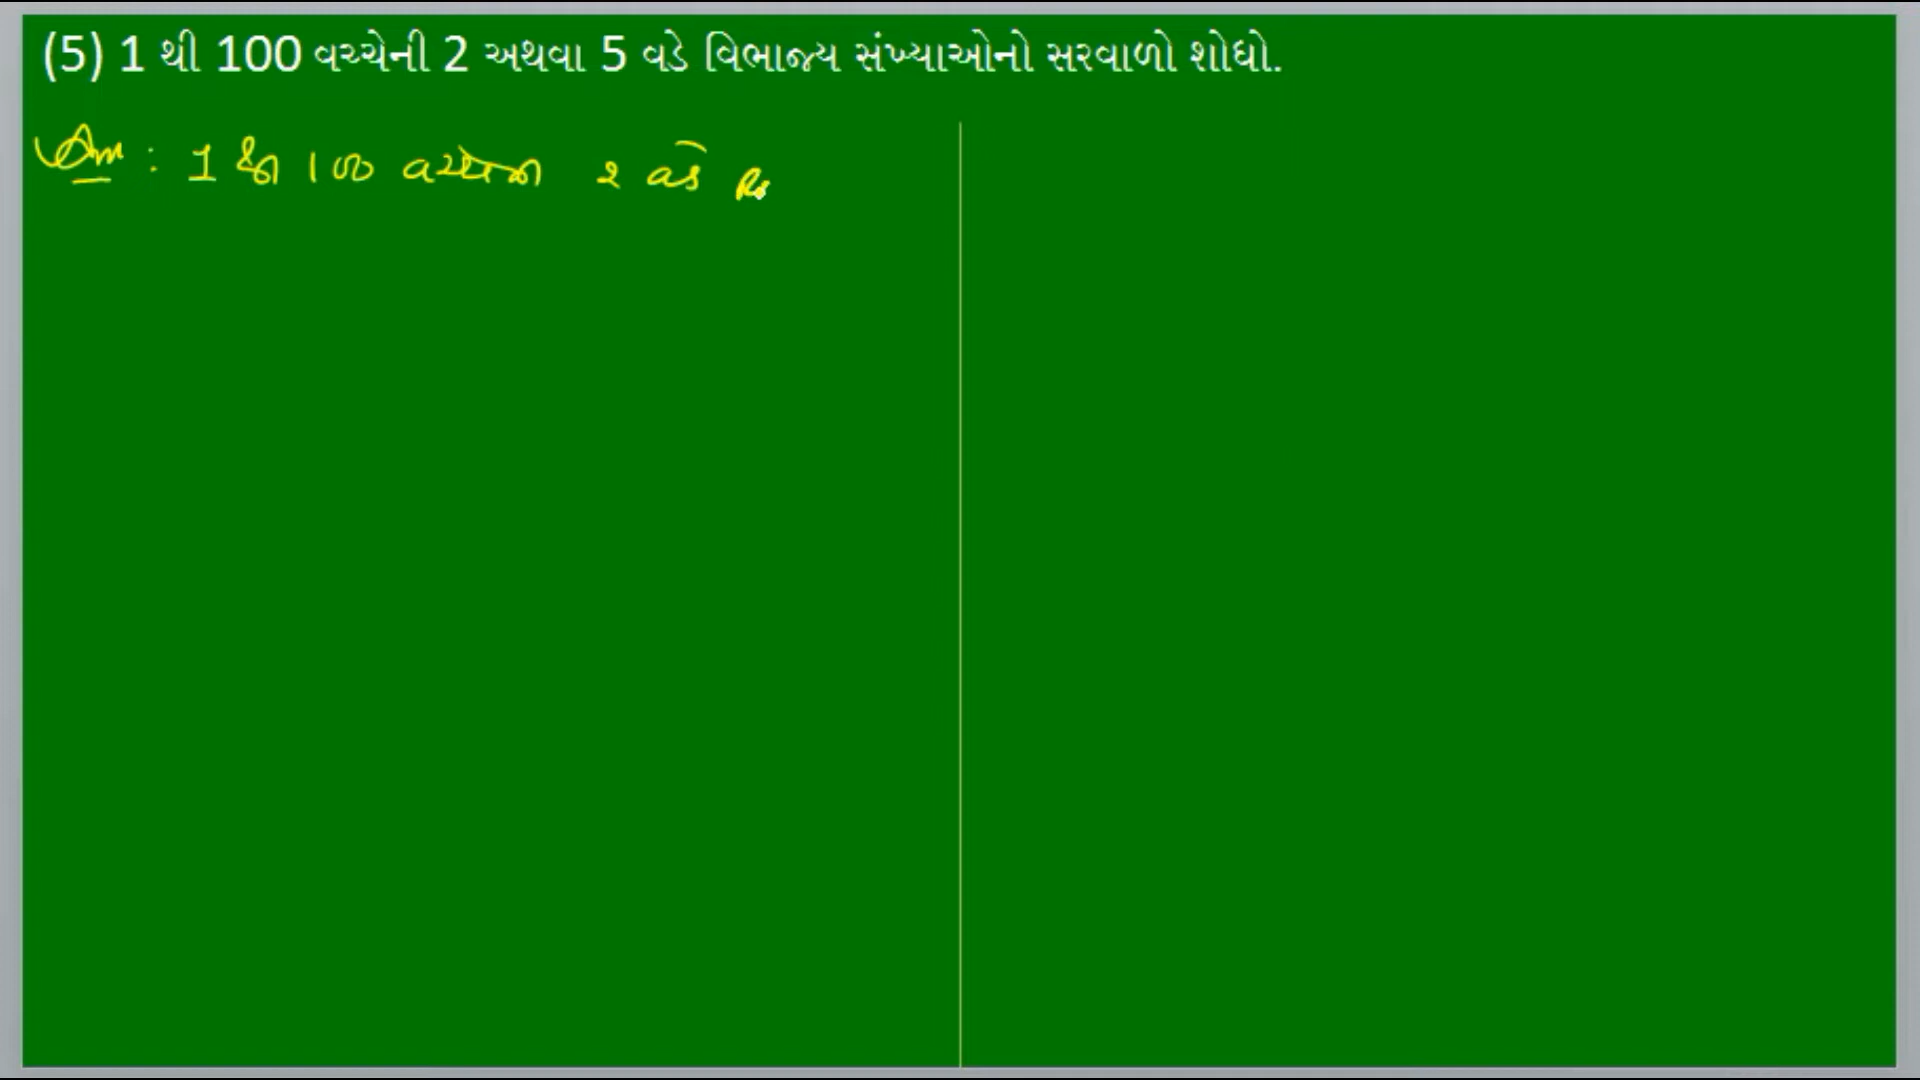 (5) 1 થી 100 વચ્ચેની 2 અથવા 5 વડે વિભાજ્ય સંખ્યાઓનો સરવાળો શોધો.
Ans : 1 થી 100 વચ્ચેની 2 વડે વિ